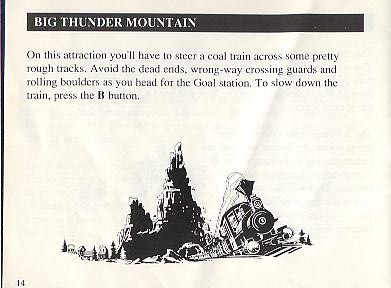 BIG THUNDER MOUNTAIN
On this attraction you'll have to steer a coal train across some pretty
rough tracks. Avoid the dead ends, wrong-way crossing guards and
rolling boulders as you head for the Goal station. To slow down the
train, press the B button.
14